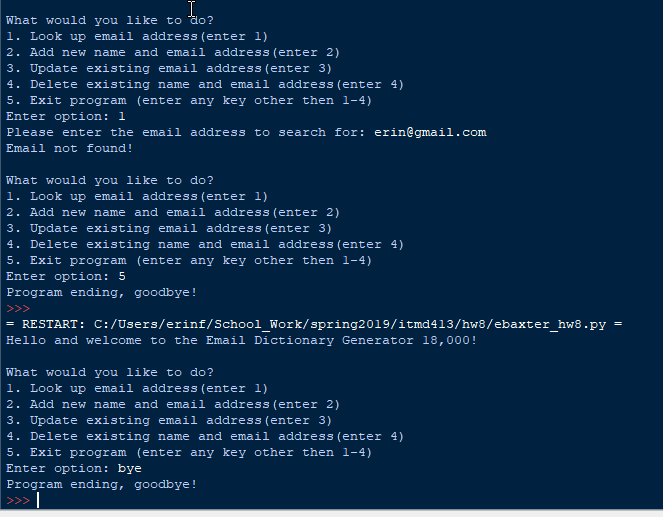 What would you like to do?
1. Look up email address(enter 1)
2. Add new name and email address(enter 2)
3. Update existing email address(enter 3)
4. Delete existing name and email address(enter 4)
5. Exit program (enter any key other then 1-4)
Enter option: 1
Please enter the email address to search for: erin@gmail.com
Email not found!
What would you like to do?
1. Look up email address(enter 1)
2. Add new name and email address(enter 2)
3. Update existing email address(enter 3)
4. Delete existing name and email address(enter 4)
5. Exit program (enter any key other then 1-4)
Enter option: 5
Program ending, goodbye!
>>>
= RESTART: C:/Users/erinf/School_Work/spring2019/itmd413/hw8/ebaxter_hw8.py =
Hello and welcome to the Email Dictionary Generator 18,000!
What would you like to do?
1. Look up email address(enter 1)
2. Add new name and email address(enter 2)
3. Update existing email address(enter 3)
4. Delete existing name and email address(enter 4)
5. Exit program (enter any key other then 1-4)
Enter option: bye
Program ending, goodbye!
>>>